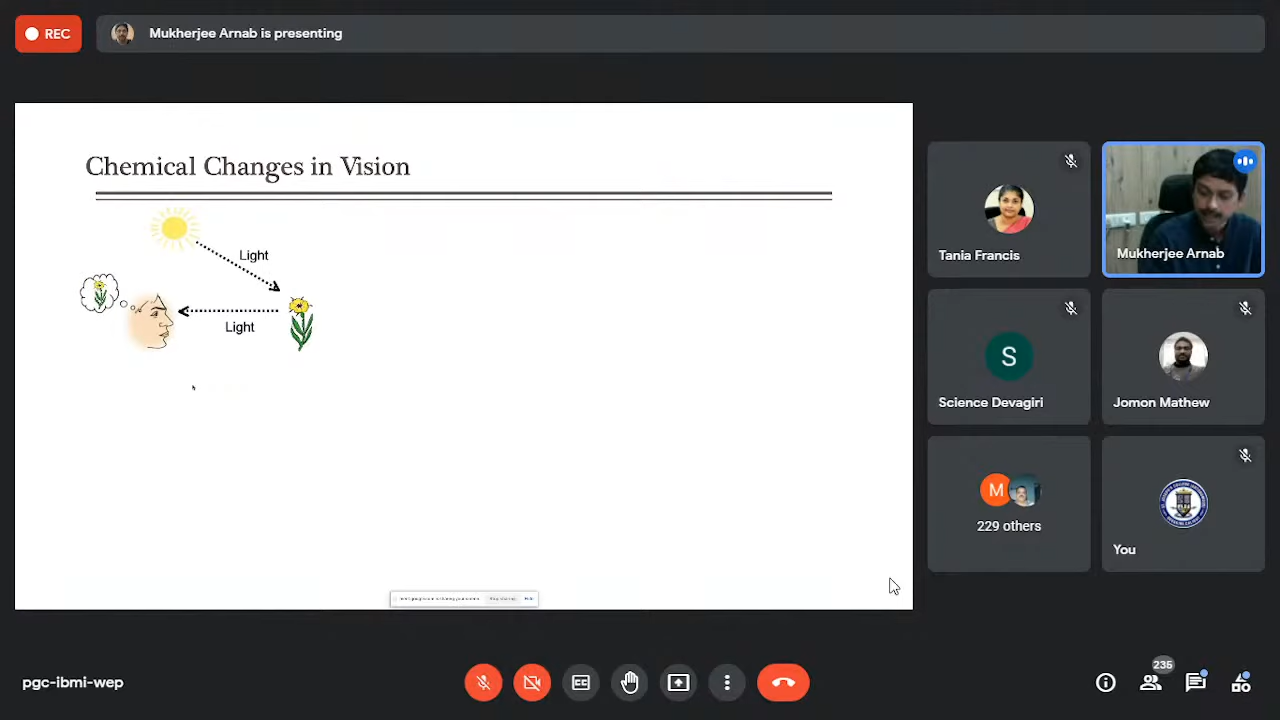 REC
Mukherjee Arnab is presenting
Chemical Changes in Vision
Light
Light
Tania Francis
Mukherjee Arnab
S
Science Devagiri
Jomon Mathew
M
229 others
You
pgc-ibmi-wep
CC
235